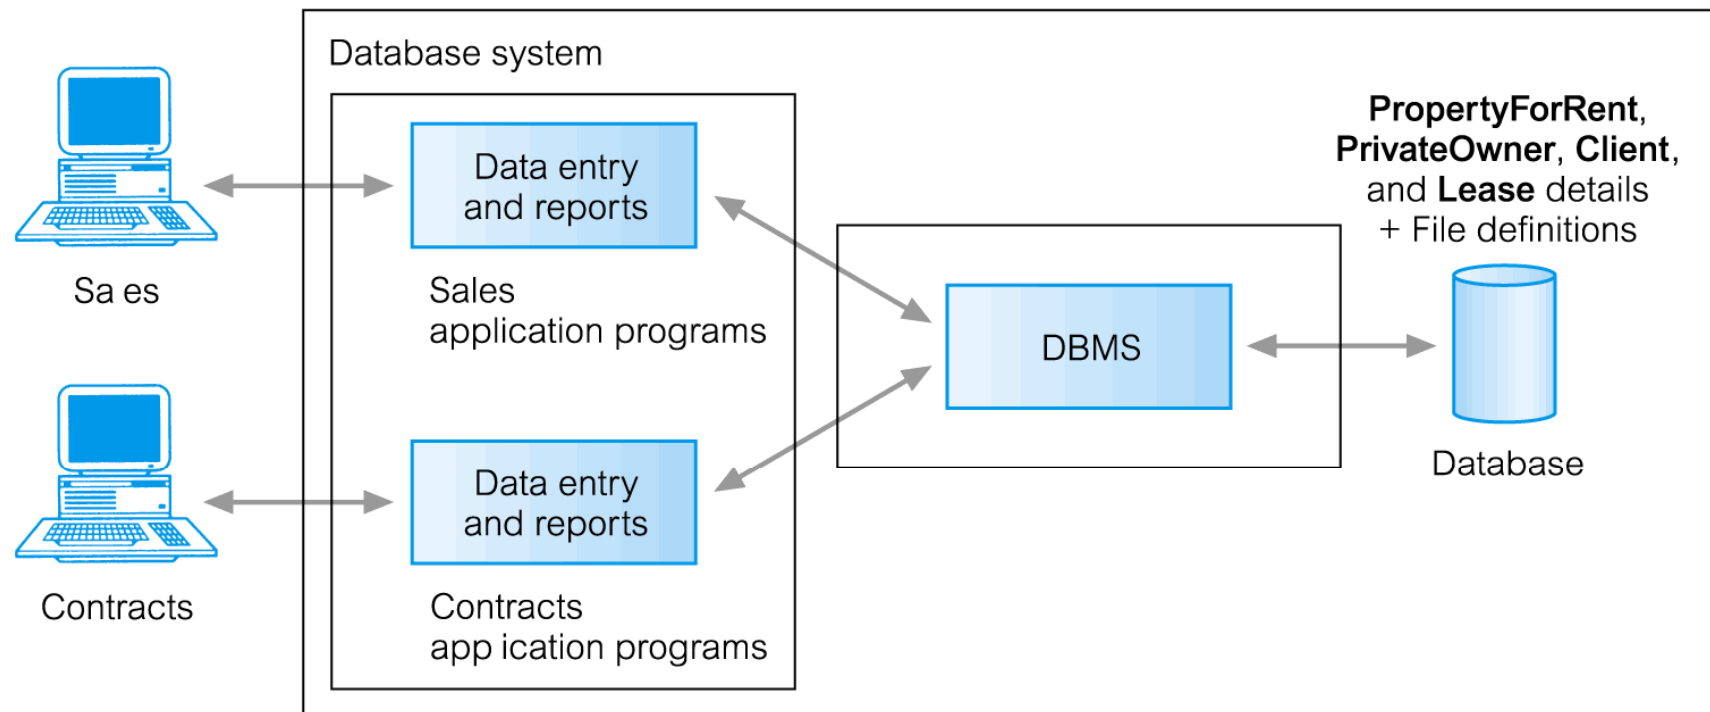 Database system
PropertyForRent,
PrivateOwner, Client,
and Lease details
+ File definitions
Data entry
and reports
Sa es
Sales
application programs
DBMS
Database
Data entry
and reports
Contracts
Contracts
app ication programs